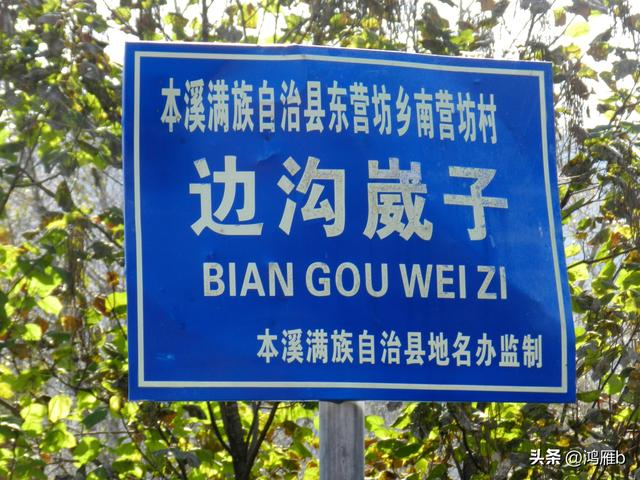 本溪满族自治县东营坊乡南营坊村
边沟崴子
BIAN GOU WEI ZI
本溪满族自治县地名办监制
头条 @鸿雁b